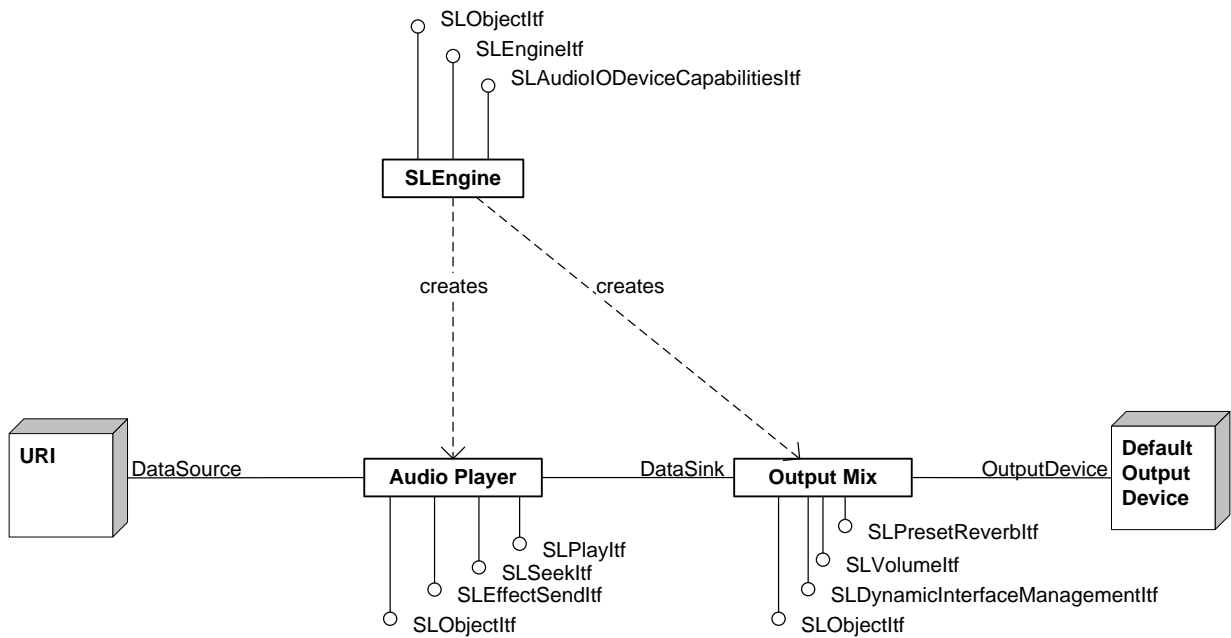 SLObjectItf
SLEngineItf
SLAudioIODeviceCapabilitiesItf
SLEngine
creates
creates
URI
DataSource
Audio Player
DataSink
Output Mix
OutputDevice
Default
Output
Device
SLPlayItf
SLSeekItf
SLEffectSendItf
SLObjectItf
SLPresetReverbItf
SLVolumeItf
SLDynamicInterfaceManagementItf
SLObjectItf